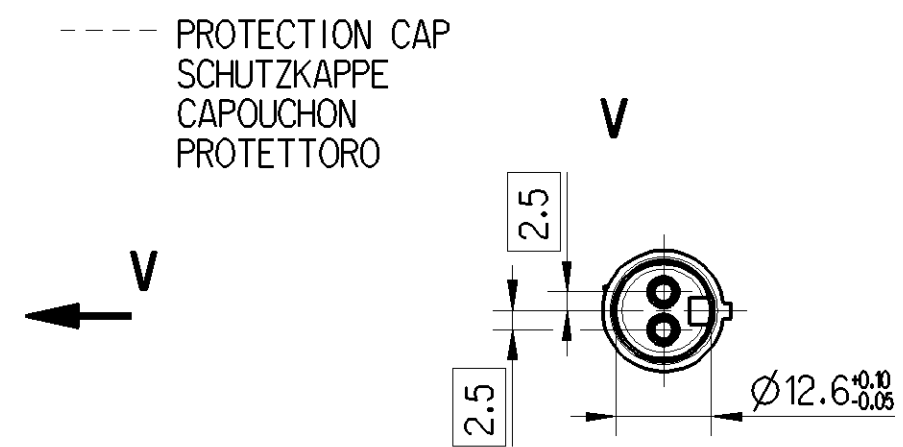 PROTECTION CAP
SCHUTZKAPPE
CAPOUCHON
PROTETTORO
V
2.5
V
2.5
Ø12.6 +0.10 -0.05